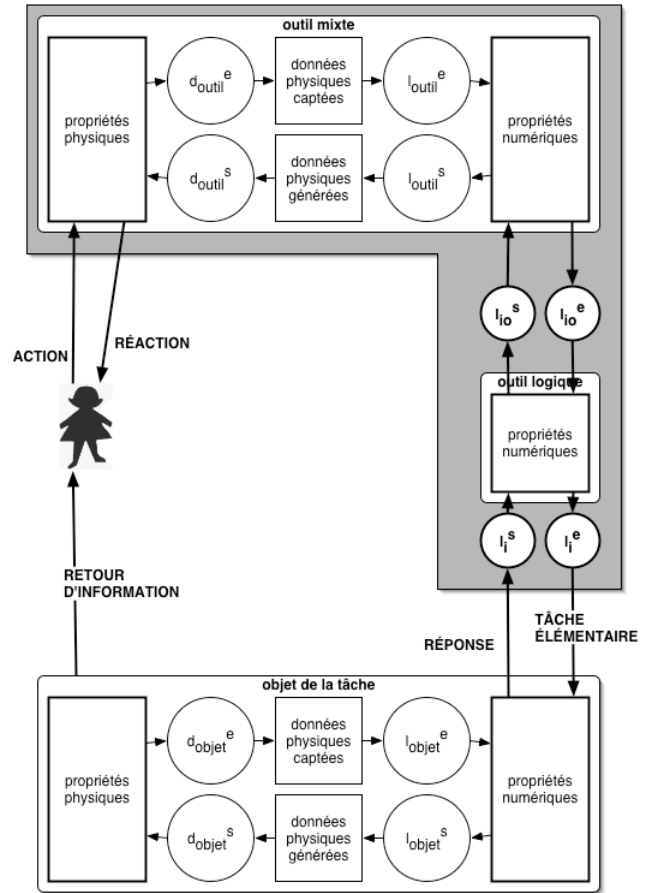 outil mixte
propriétés
physiques
d_outil^e
données
physiques
captées
l_outil^e
propriétés
numériques
d_outil^s
données
physiques
générées
l_outil^s
l_io^s
l_io^e
ACTION
RÉACTION
outil logique
propriétés
numériques
l_i^s
l_i^e
RETOUR
D'INFORMATION
RÉPONSE
TÂCHE
ÉLÉMENTAIRE
objet de la tâche
propriétés
physiques
d_objet^e
données
physiques
captées
l_objet^e
propriétés
numériques
d_objet^s
données
physiques
générées
l_objet^s